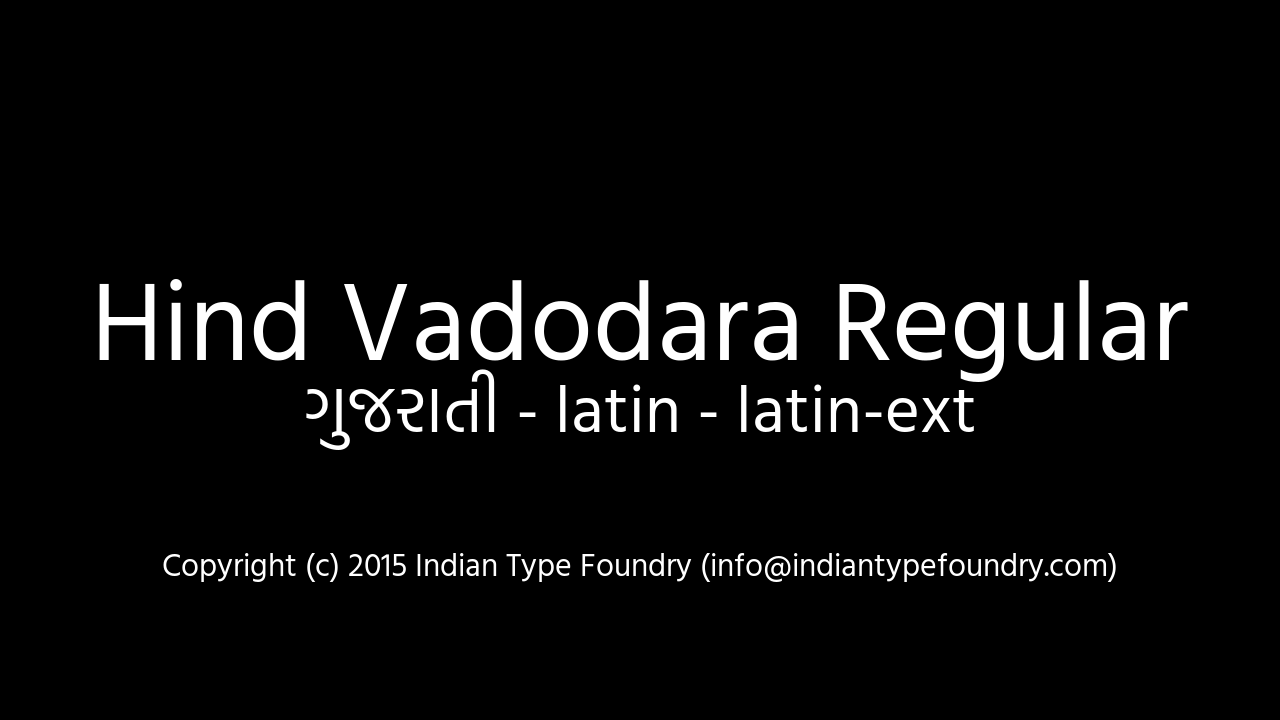 Hind Vadodara Regular
ગુજરાતી - latin - latin-ext
Copyright (c) 2015 Indian Type Foundry (info@indiantypefoundry.com)